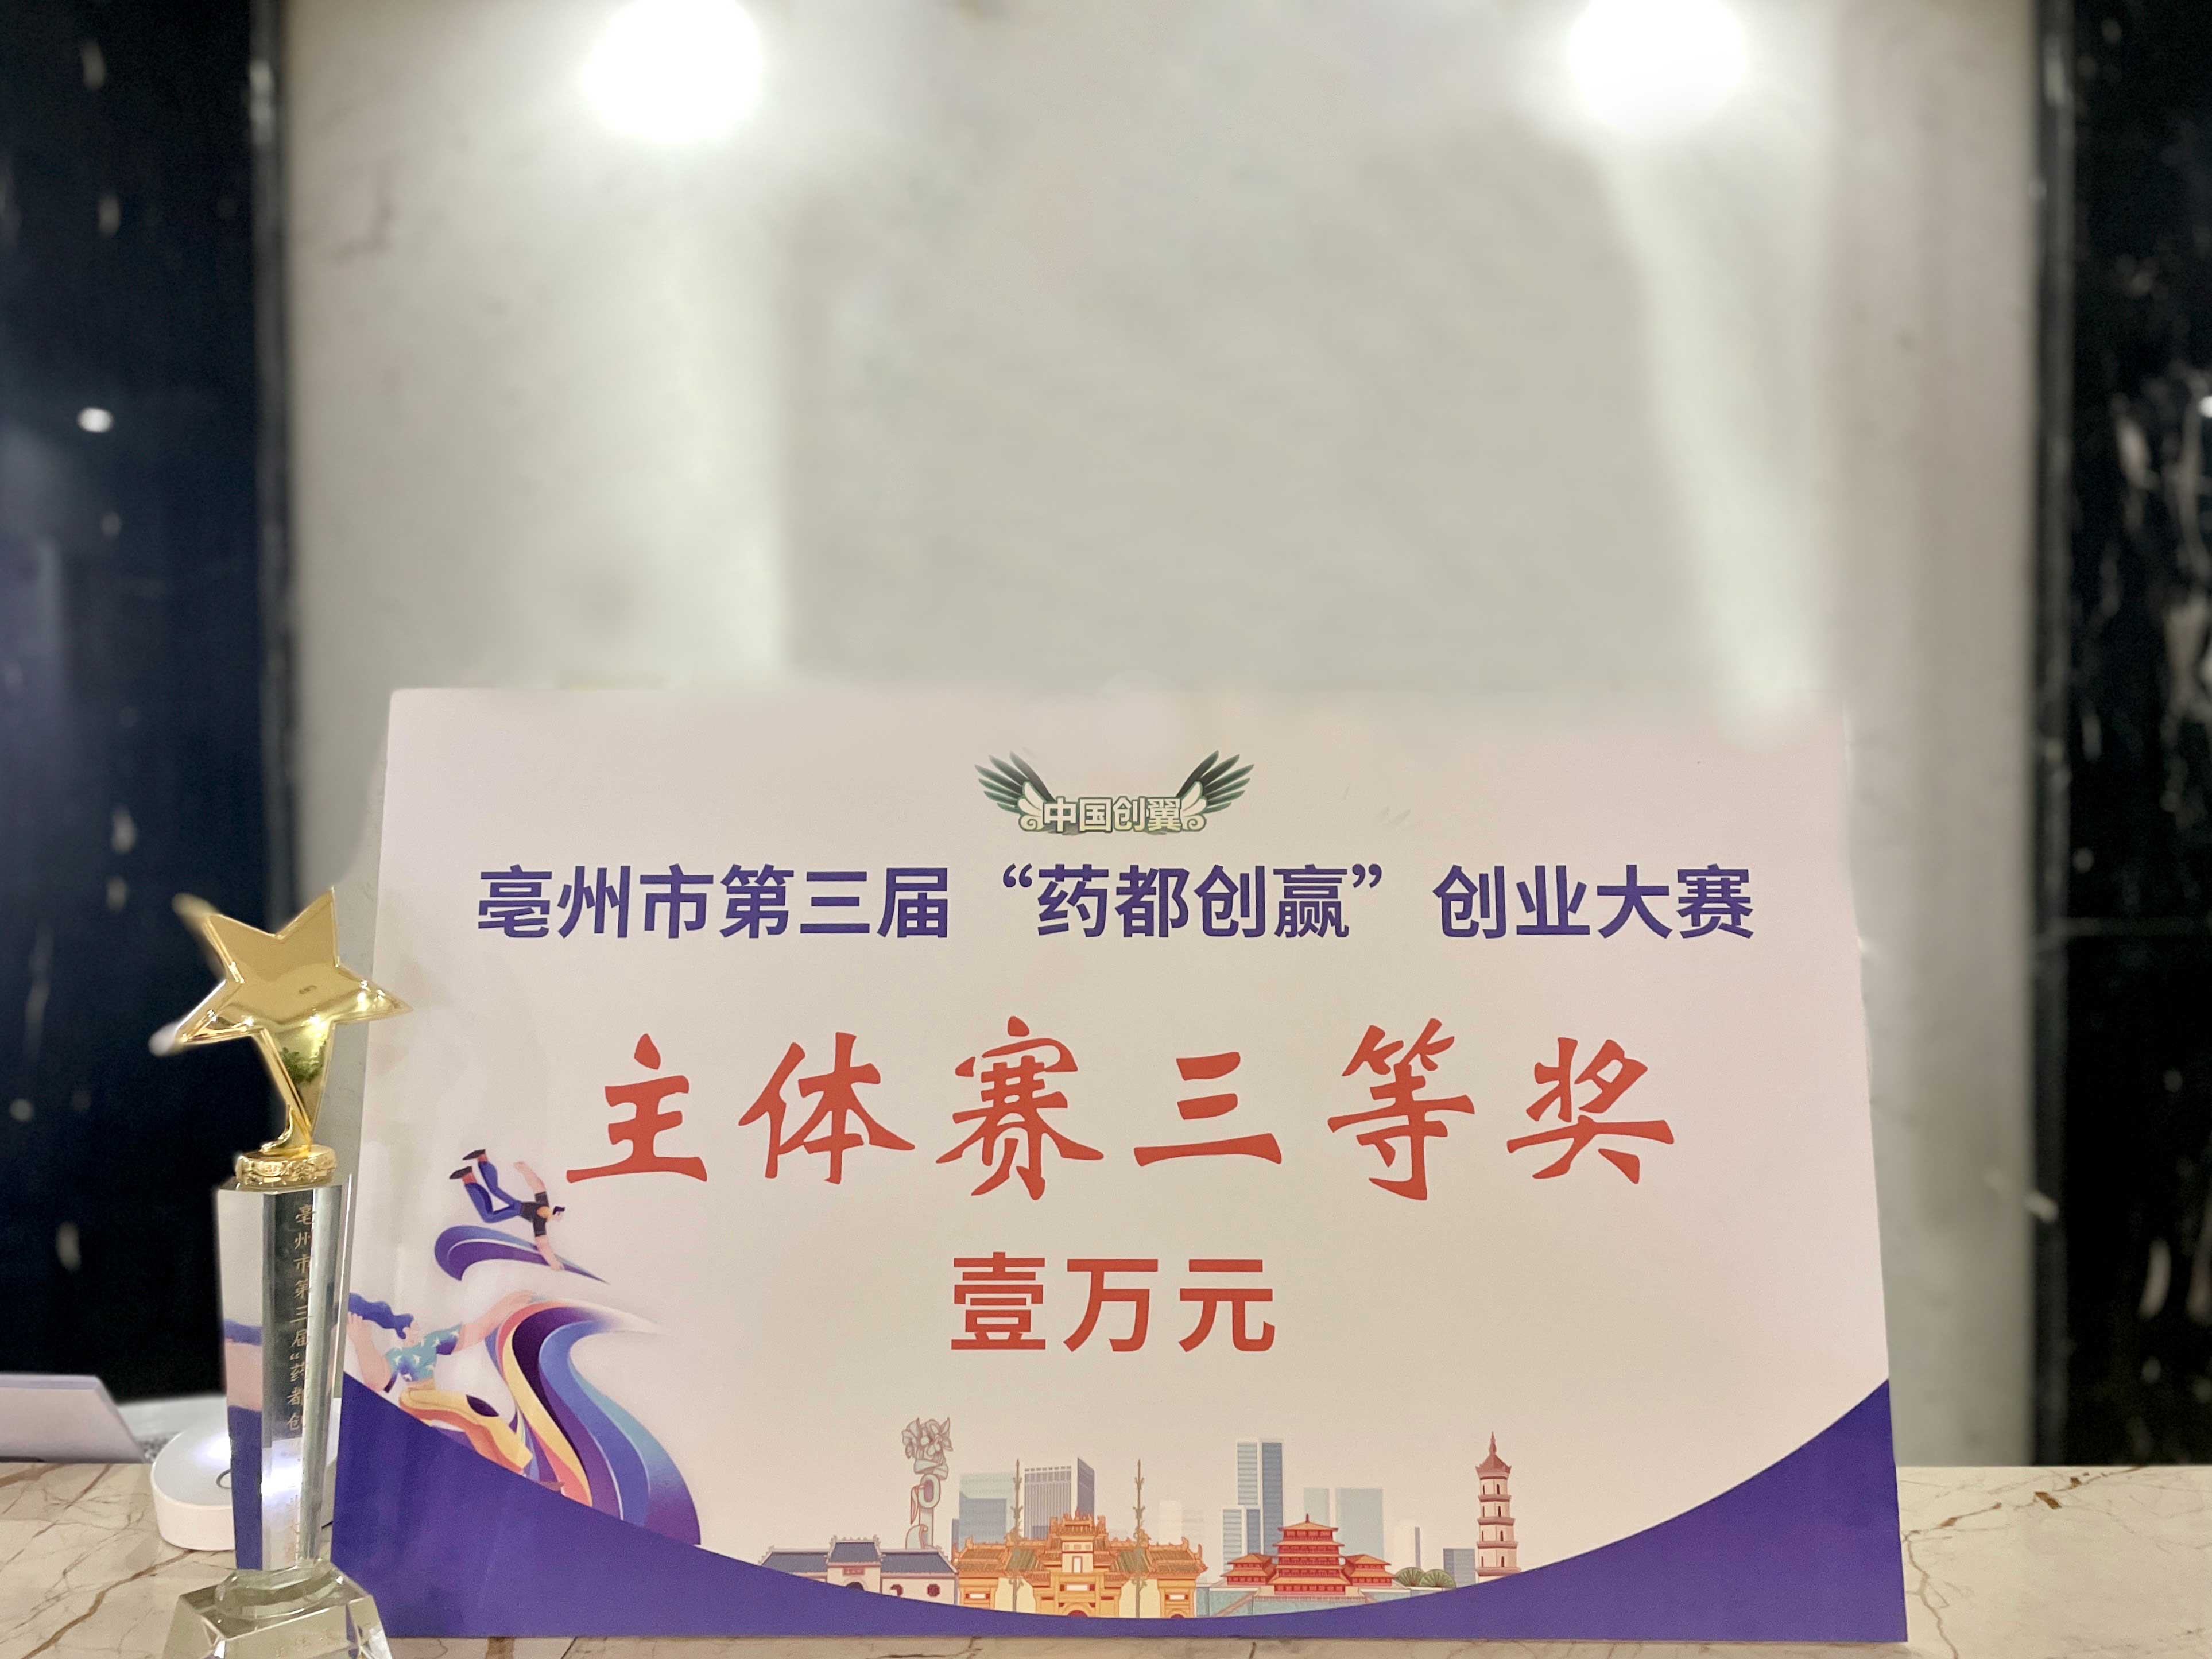 中国创翼
亳州市第三届“药都创赢”创业大赛
主体赛三等奖
壹万元
亳州市第三届“药都创